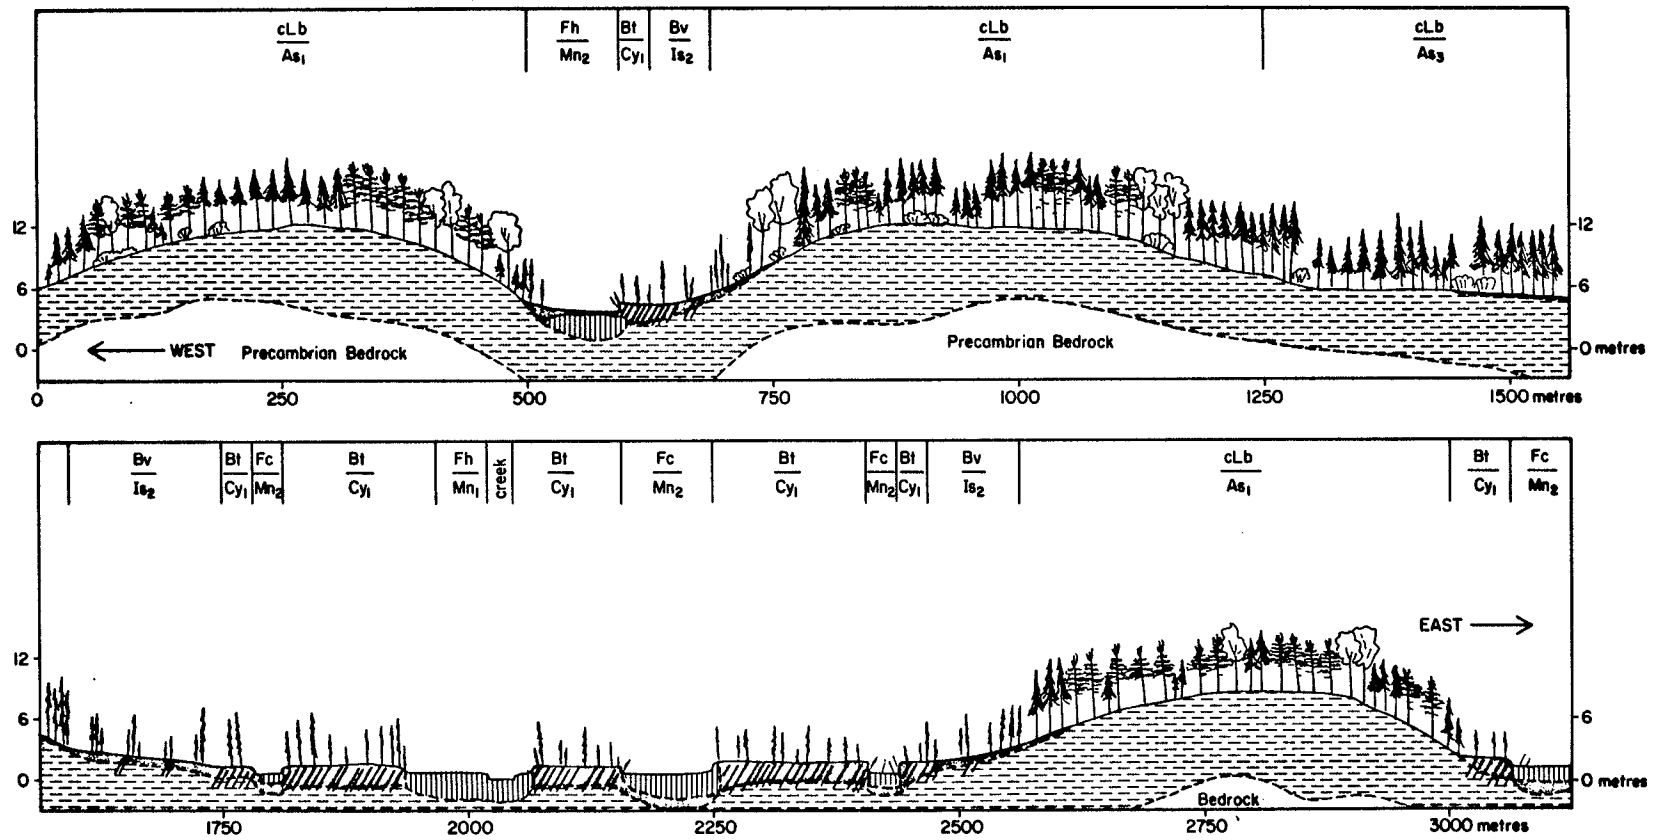 cLb Fh Bt Bv cLb cLb
As₁ Mn₂ Cy₁ Is₂ As₁ As₃
12 12
6 6
0 WEST Precambrian Bedrock Precambrian Bedrock 0 metres
0 250 500 750 1000 1250 1500 metres
Bv Bt Fc Bt Fh creek Bt Fc Bt Fc Bt Bv cLb Bt Fc
Is₂ Cy₁ Mn₂ Cy₁ Mn₁ Cy₁ Mn₂ Cy₁ Mn₂ Cy₁ Is₂ As₁ Cy₁ Mn₂
EAST
12
6 6
0 0 metres
Bedrock
1750 2000 2250 2500 2750 3000 metres